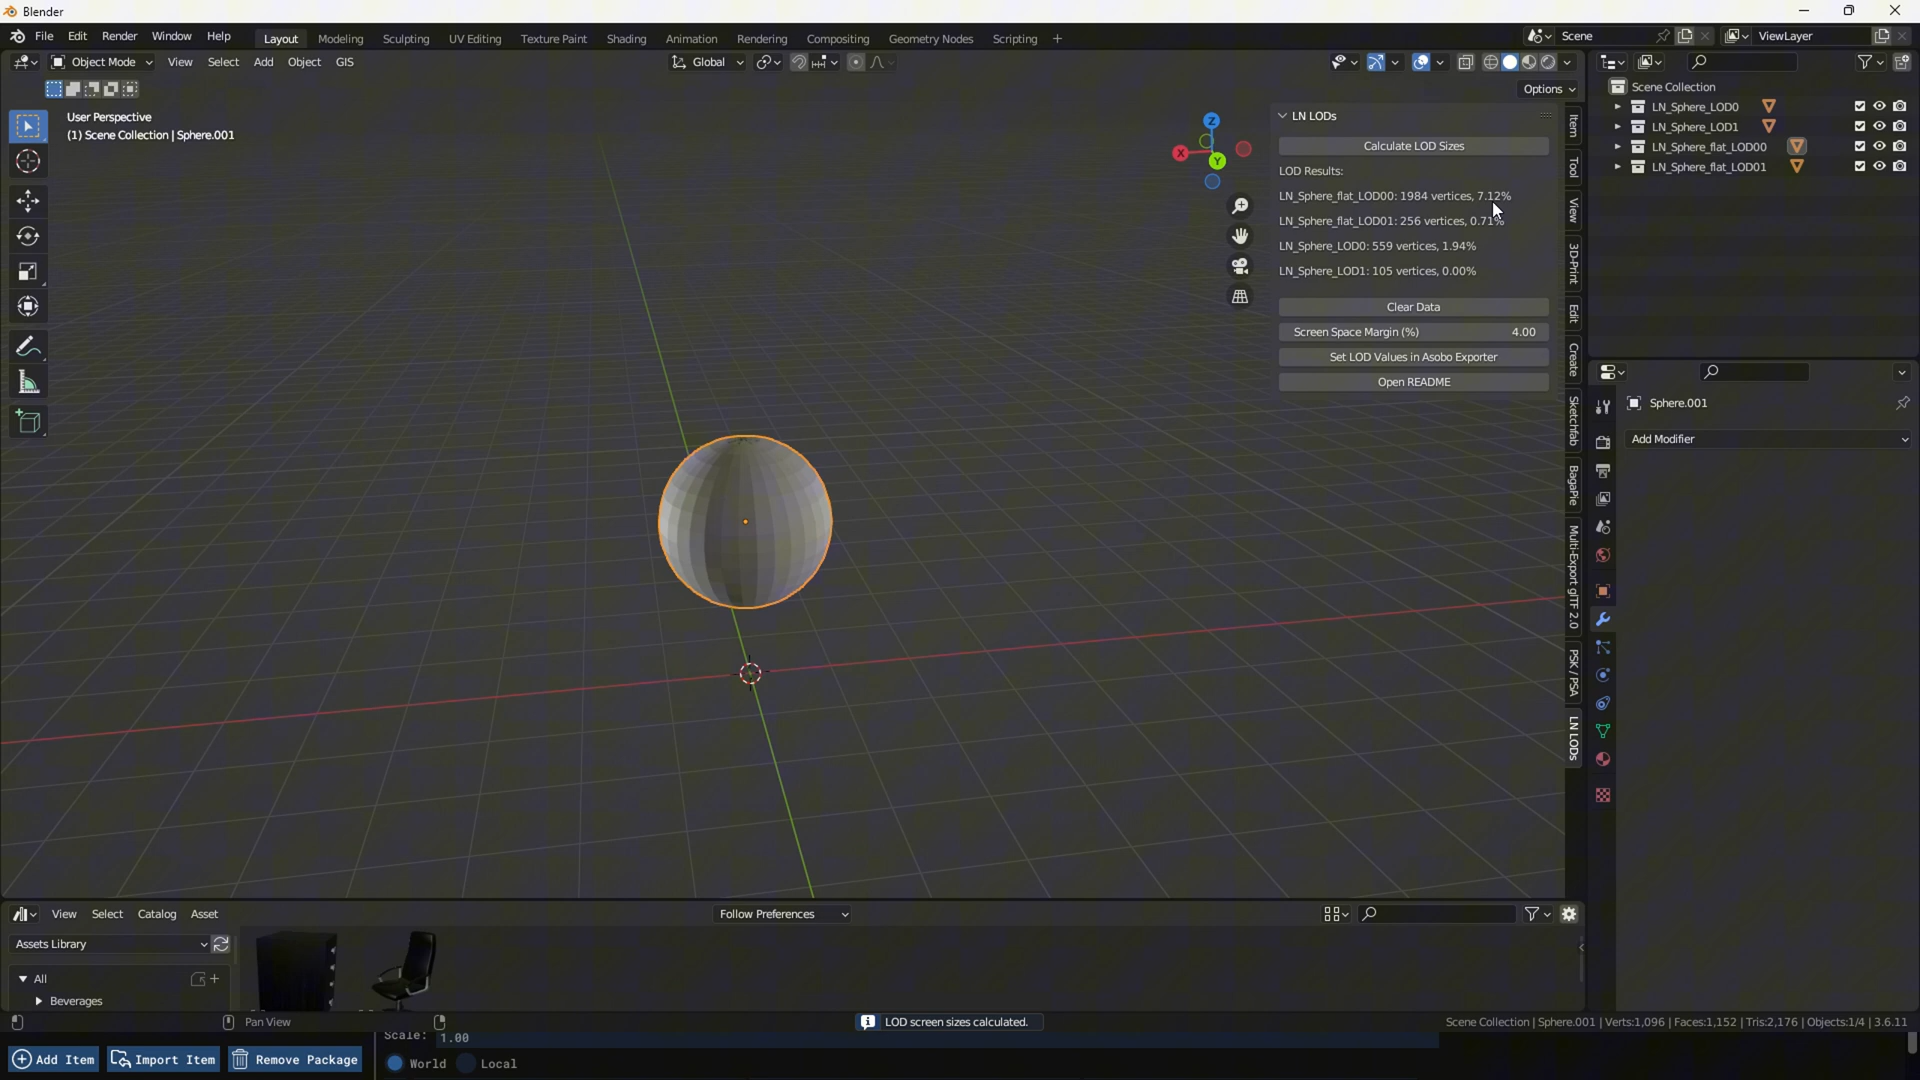 Blender
File Edit Render Window Help Layout Modeling Sculpting UV Editing Texture Paint Shading Animation Rendering Compositing Geometry Nodes Scripting + Scene ViewLayer
Object Mode View Select Add Object GIS Global
Options
User Perspective
(1) Scene Collection | Sphere.001
Z
X
Y
LN LODs
Calculate LOD Sizes
LOD Results:
LN_Sphere_flat_LOD00: 1984 vertices, 7.12%
LN_Sphere_flat_LOD01: 256 vertices, 0.71%
LN_Sphere_LOD0: 559 vertices, 1.94%
LN_Sphere_LOD1: 105 vertices, 0.00%
Clear Data
Screen Space Margin (%) 4.00
Set LOD Values in Asobo Exporter
Open README
Item
Tool
View
3D-Print
Edit
Create
Sketchfab
BagaPie
Multi-Export glTF 2.0
PSK / PSA
LN LODs
Scene Collection
LN_Sphere_LOD0
LN_Sphere_LOD1
LN_Sphere_flat_LOD00
LN_Sphere_flat_LOD01
Sphere.001
Add Modifier
View Select Catalog Asset Follow Preferences
Assets Library
All
Beverages
Pan View
LOD screen sizes calculated.
Scene Collection | Sphere.001 | Verts:1,096 | Faces:1,152 | Tris:2,176 | Objects:1/4 | 3.6.11
Scale: 1.00
Add Item Import Item Remove Package World Local